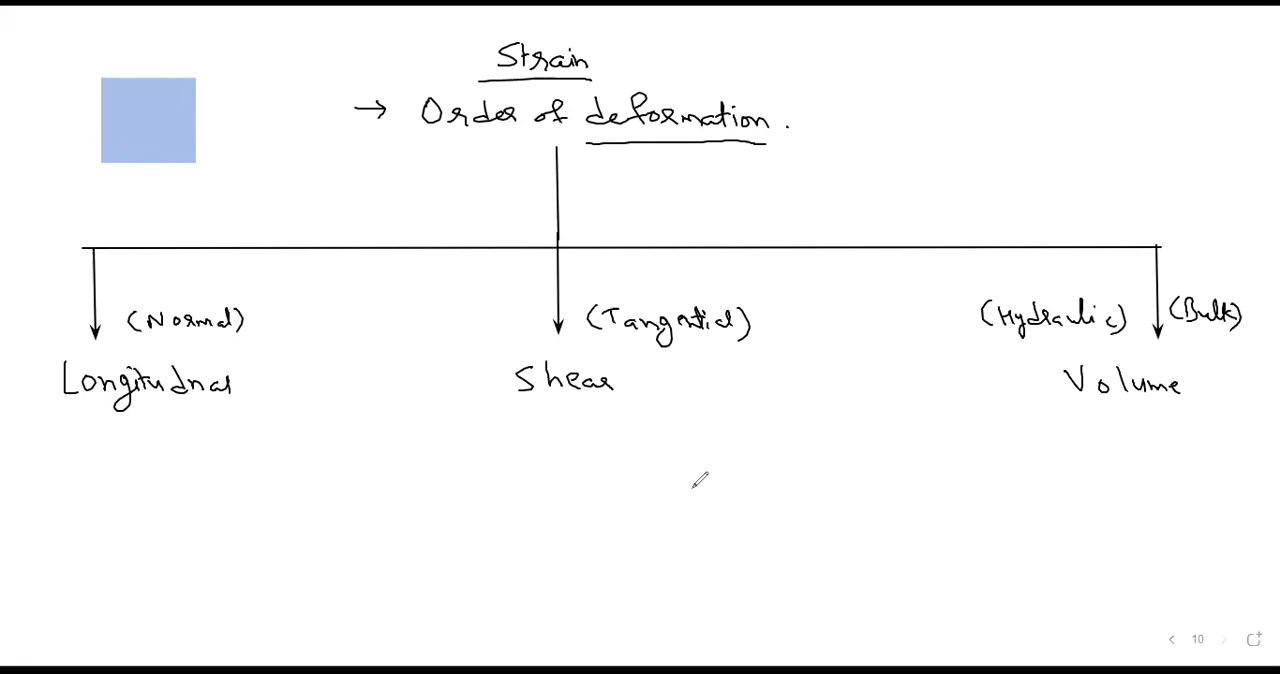 Strain
→ Order of deformation.
(Normal) (Tangential) (Hydraulic) (Bulk)
Longitudnal Shear Volume
< 10 >